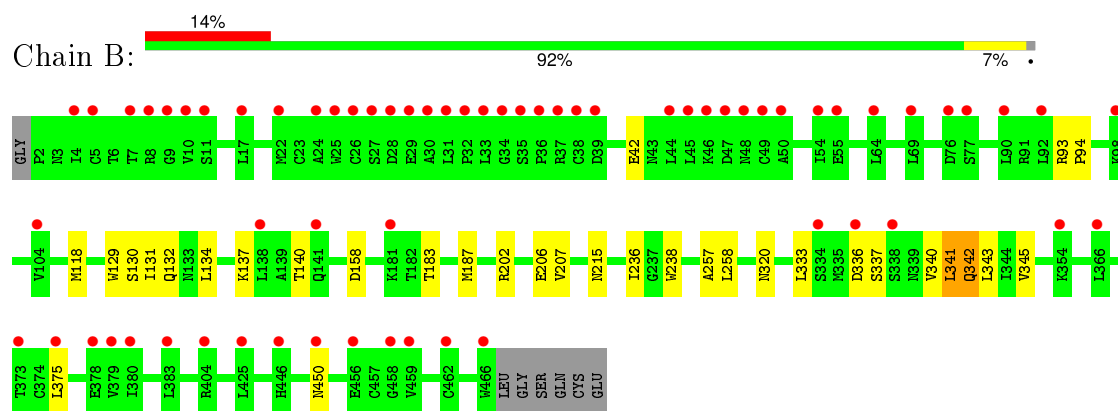 14%
Chain B:
92% 7% •
GLY P2 N3 I4 C5 T6 T7 R8 G9 V10 S11 L17 M22 C23 A24 W25 C26 S27 D28 E29 A30 L31 P32 L33 G34 S35 P36 R37 C38 D39 E42 N43 L44 L45 K46 D47 N48 C49 A50 I54 E55 L64 L69 D76 S77 L90 R91 L92 R93 P94 K98
V104 M118 W129 S130 I131 Q132 N133 L134 K137 L138 A139 T140 Q141 D158 K181 T182 T183 M187 R202 E206 V207 N215 I236 G237 W238 A257 L258 N320 L333 S334 M335 D336 S337 S338 N339 V340 L341 Q342 L343 I344 V345 K354 L366
T373 C374 L375 E378 V379 I380 L383 R404 L425 H446 N450 E456 C457 G458 V459 C462 W466 LEU GLY SER GLN CYS GLU